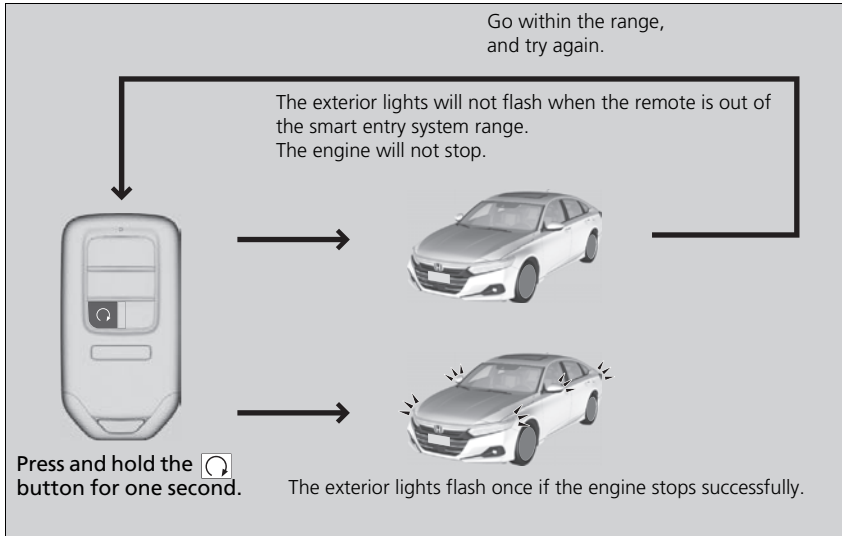 Go within the range,
and try again.
The exterior lights will not flash when the remote is out of
the smart entry system range.
The engine will not stop.
Press and hold the
button for one second.
The exterior lights flash once if the engine stops successfully.